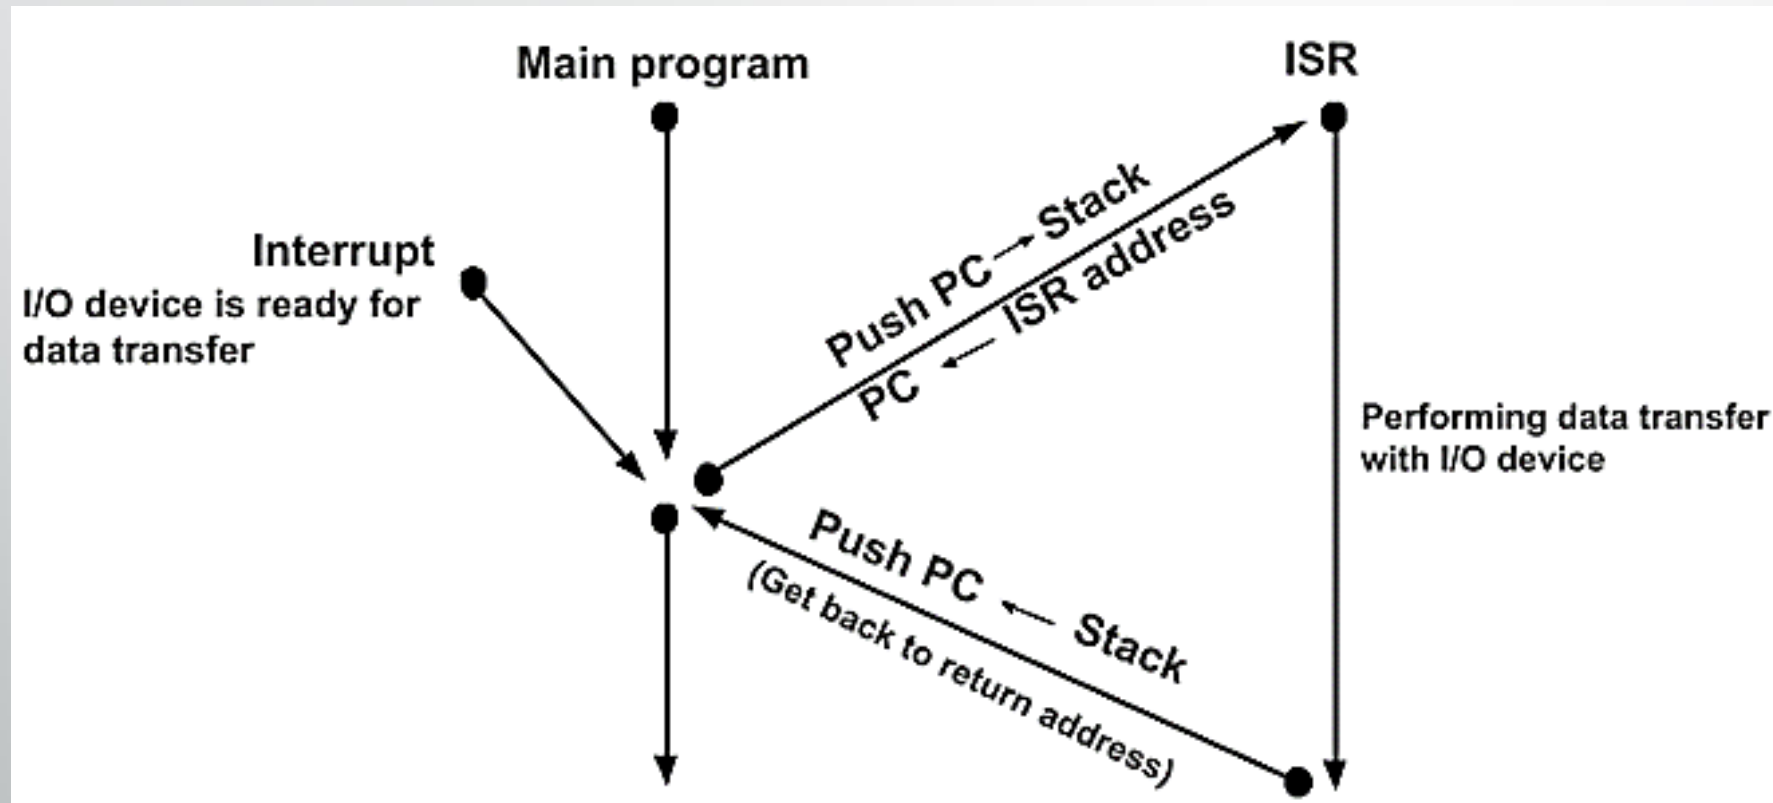 Main program
ISR
Interrupt
I/O device is ready for
data transfer
Push PC → Stack
PC ← ISR address
Performing data transfer
with I/O device
Push PC ← Stack
(Get back to return address)